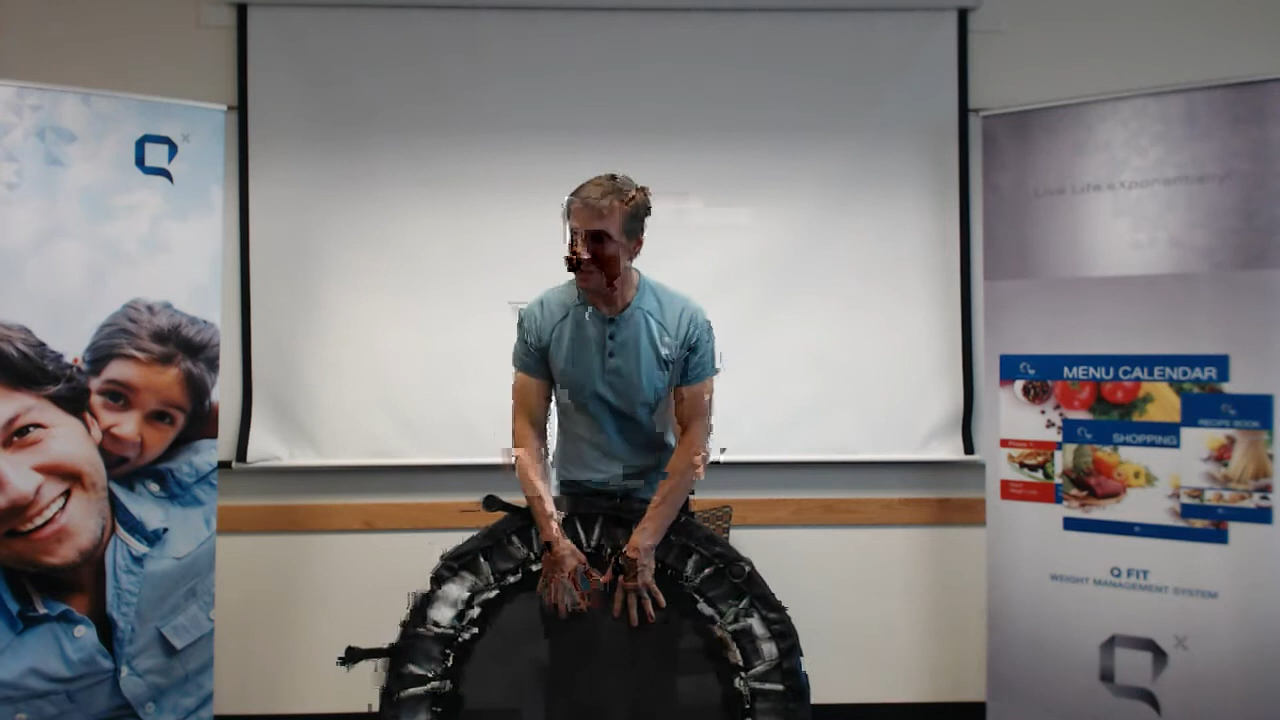 Q
x
Live Life eXponentially!
MENU CALENDAR
SHOPPING
RECIPE BOOK
Q FIT
WEIGHT MANAGEMENT SYSTEM
Q
x